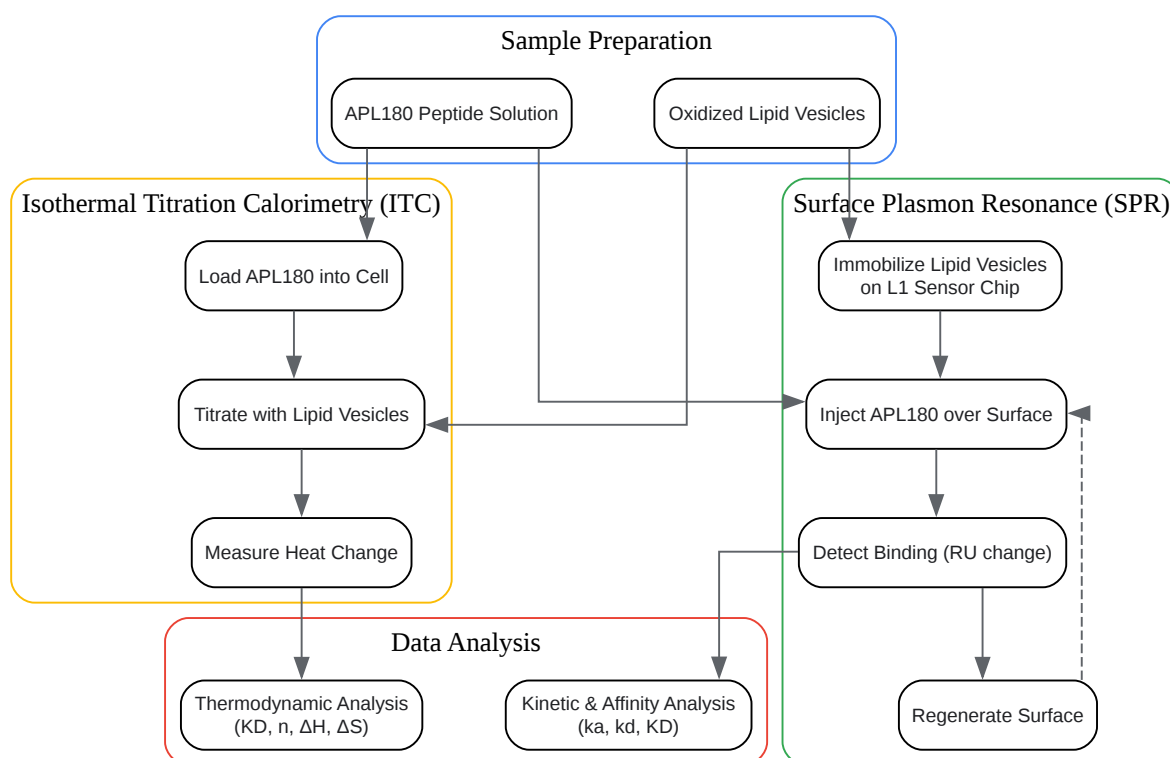 Sample Preparation
APL180 Peptide Solution
Oxidized Lipid Vesicles
Isothermal Titration Calorimetry (ITC)
Surface Plasmon Resonance (SPR)
Load APL180 into Cell
Immobilize Lipid Vesicles
on L1 Sensor Chip
Titrate with Lipid Vesicles
Inject APL180 over Surface
Measure Heat Change
Detect Binding (RU change)
Data Analysis
Thermodynamic Analysis
(KD, n, ΔH, ΔS)
Kinetic & Affinity Analysis
(ka, kd, KD)
Regenerate Surface